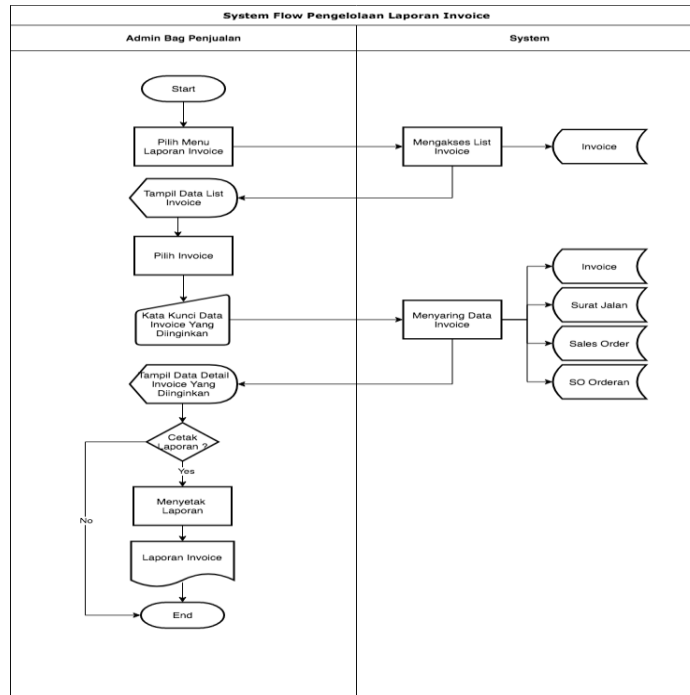 System Flow Pengelolaan Laporan Invoice
Admin Bag Penjualan
System
Start
Pilih Menu
Laporan Invoice
Mengakses List
Invoice
Invoice
Tampil Data List
Invoice
Pilih Invoice
Kata Kunci Data
Invoice Yang
Diinginkan
Menyaring Data
Invoice
Invoice
Surat Jalan
Sales Order
SO Orderan
Tampil Data Detail
Invoice Yang
Diinginkan
Cetak
Laporan ?
Yes
No
Menyetak
Laporan
Laporan Invoice
End